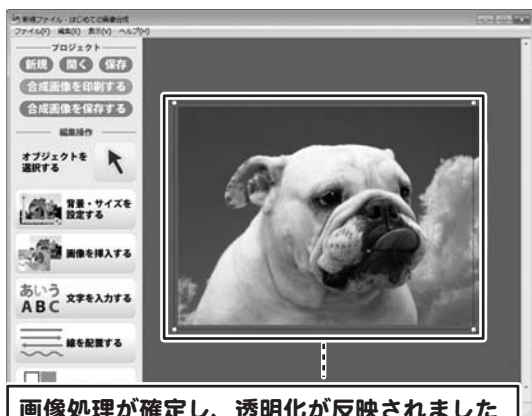 新規ファイル - はじめての画像合成
ファイル(F) 編集(E) 表示(V) ヘルプ(H)
プロジェクト
新規 開く 保存
合成画像を印刷する
合成画像を保存する
編集操作
オブジェクトを
選択する
背景・サイズを
設定する
画像を挿入する
あいう
ABC 文字を入力する
線を配置する
画像処理が確定し、透明化が反映されました